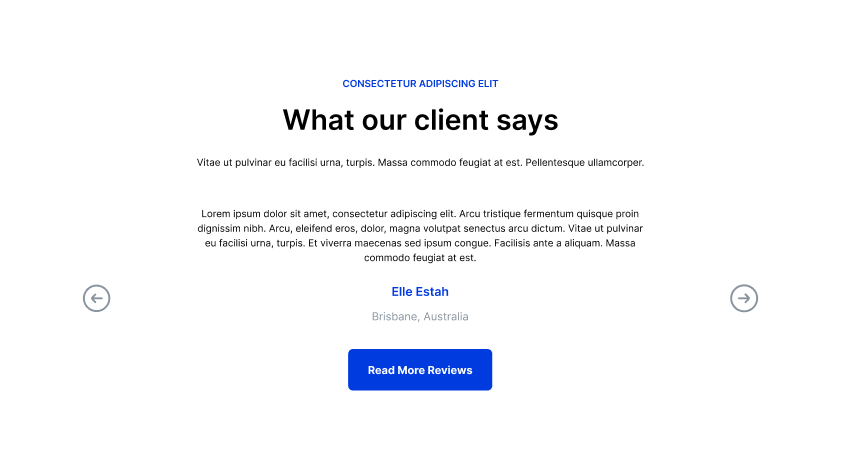 CONSECTETUR ADIPISCING ELIT
What our client says
Vitae ut pulvinar eu facilisi urna, turpis. Massa commodo feugiat at est. Pellentesque ullamcorper.
Lorem ipsum dolor sit amet, consectetur adipiscing elit. Arcu tristique fermentum quisque proin
dignissim nibh. Arcu, eleifend eros, dolor, magna volutpat senectus arcu dictum. Vitae ut pulvinar
eu facilisi urna, turpis. Et viverra maecenas sed ipsum congue. Facilisis ante a aliquam. Massa
commodo feugiat at est.
Elle Estah
Brisbane, Australia
Read More Reviews